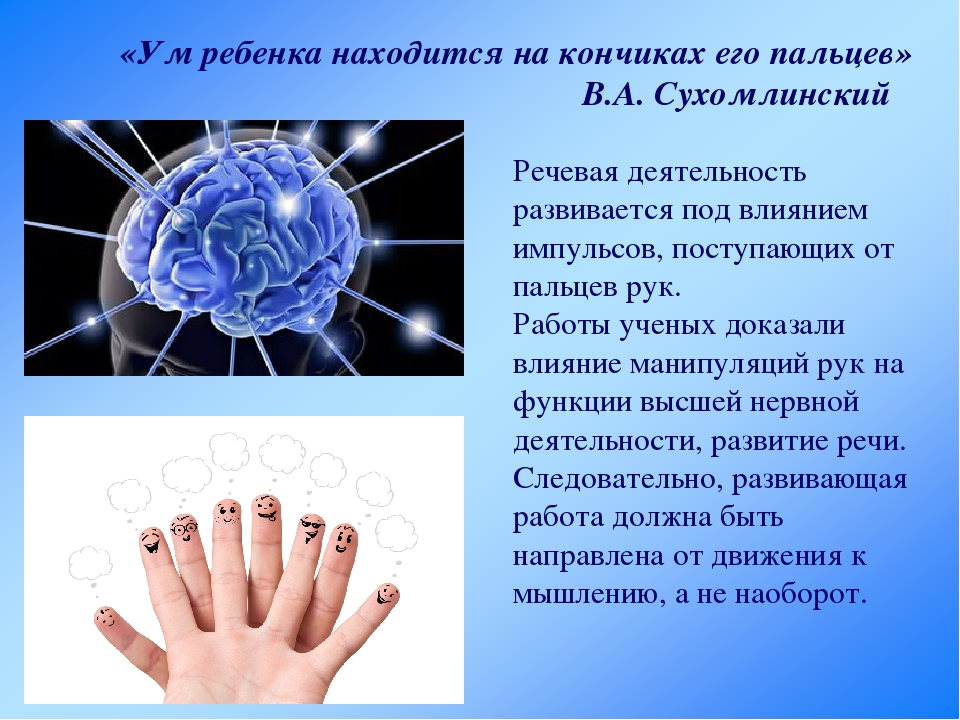 «Ум ребенка находится на кончиках его пальцев»
В.А. Сухомлинский
Речевая деятельность
развивается под влиянием
импульсов, поступающих от
пальцев рук.
Работы ученых доказали
влияние манипуляций рук на
функции высшей нервной
деятельности, развитие речи.
Следовательно, развивающая
работа должна быть
направлена от движения к
мышлению, а не наоборот.